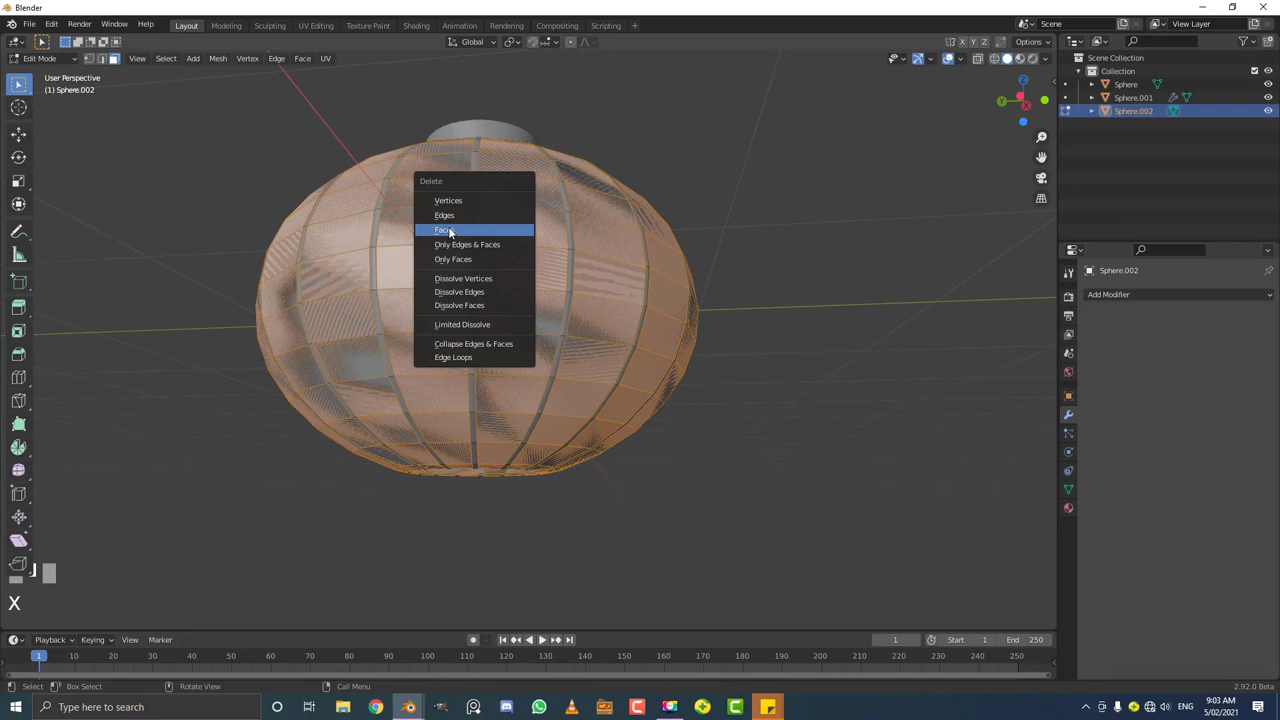 Blender
File Edit Render Window Help Layout Modeling Sculpting UV Editing Texture Paint Shading Animation Rendering Compositing Scripting + Scene View Layer
Global X Y Z Options
Edit Mode View Select Add Mesh Vertex Edge Face UV
User Perspective
(1) Sphere.002
Scene Collection
Collection
Sphere
Sphere.001
Sphere.002
Z
Y
X
Delete
Vertices
Edges
Only Edges & Faces
Only Faces
Dissolve Vertices
Dissolve Edges
Dissolve Faces
Limited Dissolve
Collapse Edges & Faces
Edge Loops
Sphere.002
Add Modifier
X
Playback Keying View Marker 1 Start 1 End 250
1 10 20 30 40 50 60 70 80 90 100 110 120 130 140 150 160 170 180 190 200 210 220 230 240 250
Select Box Select Rotate View Call Menu 2.92.0 Beta
Type here to search ENG 9:03 AM
5/02/2021